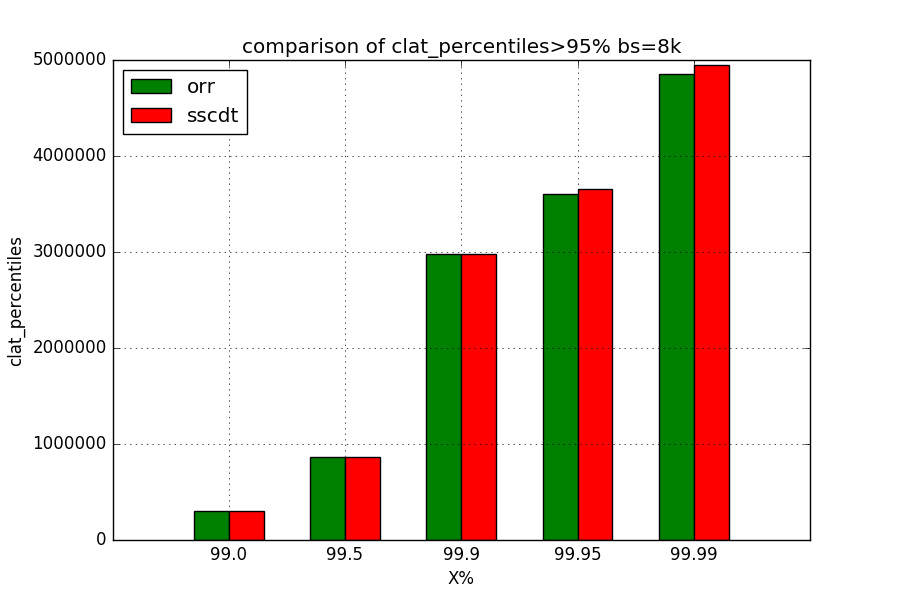 comparison of clat_percentiles>95% bs=8k
orr
sscdt
5000000
4000000
3000000
2000000
1000000
0
clat_percentiles
99.0 99.5 99.9 99.95 99.99
X%